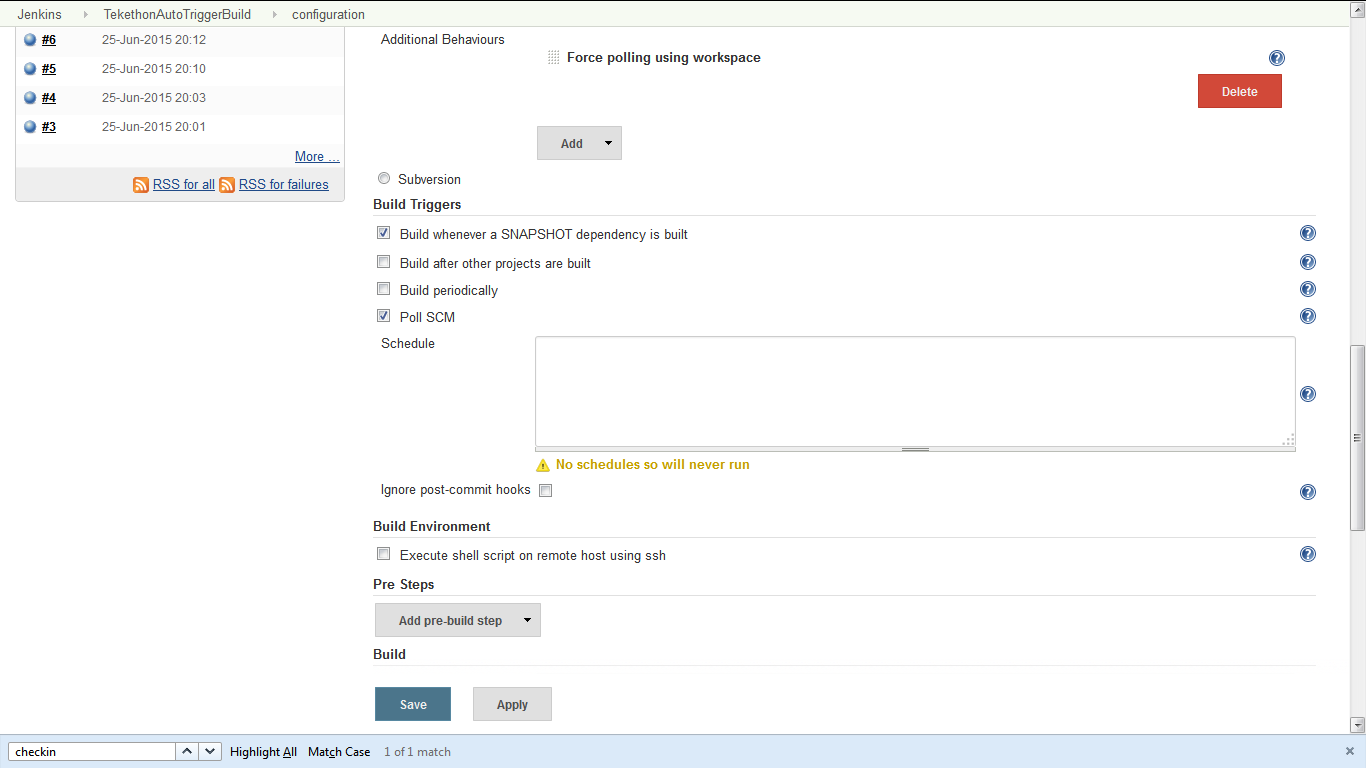 Jenkins TekethonAutoTriggerBuild configuration
#6 25-Jun-2015 20:12
#5 25-Jun-2015 20:10
#4 25-Jun-2015 20:03
#3 25-Jun-2015 20:01
More ...
RSS for all RSS for failures
Additional Behaviours
Force polling using workspace
Delete
Add
Subversion
Build Triggers
Build whenever a SNAPSHOT dependency is built
Build after other projects are built
Build periodically
Poll SCM
Schedule
No schedules so will never run
Ignore post-commit hooks
Build Environment
Execute shell script on remote host using ssh
Pre Steps
Add pre-build step
Build
Save Apply
checkin Highlight All Match Case 1 of 1 match